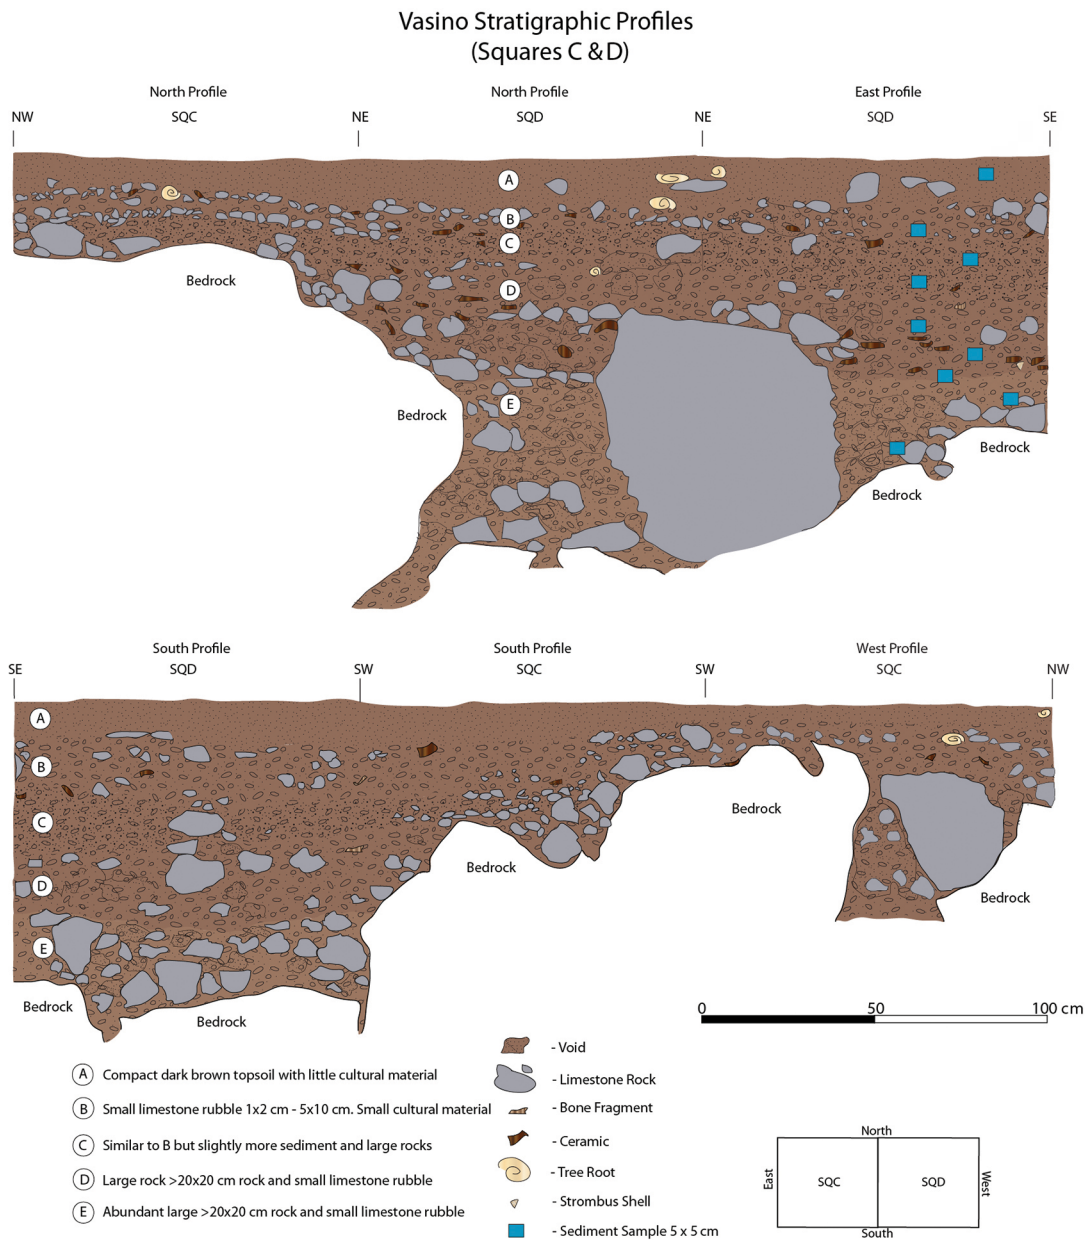 Vasino Stratigraphic Profiles
(Squares C & D)
North Profile North Profile East Profile
NW SQC NE SQD NE SQD SE
A
B
C
D
E
Bedrock
Bedrock
Bedrock
Bedrock
South Profile South Profile West Profile
SE SQD SW SQC SW SQC NW
A
B
C
D
E
Bedrock
Bedrock
Bedrock
Bedrock
Bedrock
0 50 100 cm
A Compact dark brown topsoil with little cultural material
B Small limestone rubble 1x2 cm - 5x10 cm. Small cultural material
C Similar to B but slightly more sediment and large rocks
D Large rock >20x20 cm rock and small limestone rubble
E Abundant large >20x20 cm rock and small limestone rubble
- Void
- Limestone Rock
- Bone Fragment
- Ceramic
- Tree Root
- Strombus Shell
- Sediment Sample 5 x 5 cm
North
East SQC SQD West
South